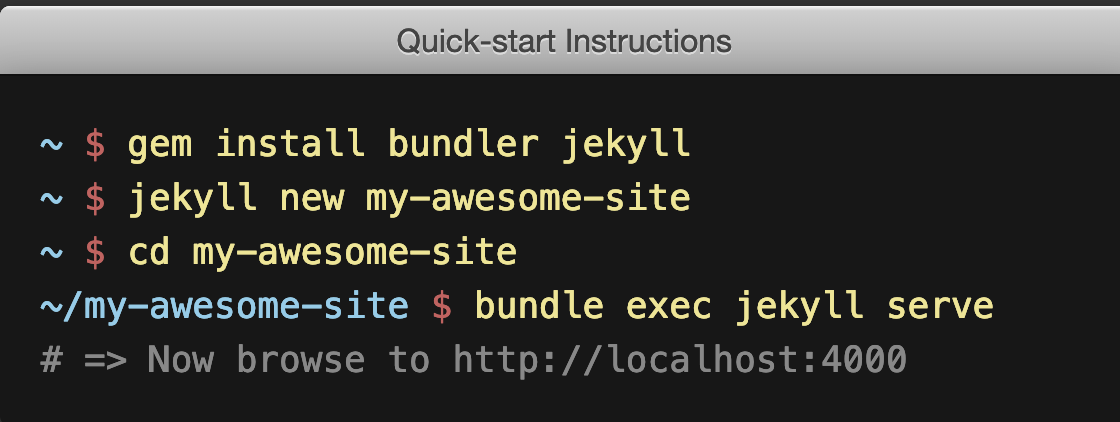 Quick-start Instructions
~ $ gem install bundler jekyll
~ $ jekyll new my-awesome-site
~ $ cd my-awesome-site
~/my-awesome-site $ bundle exec jekyll serve
# => Now browse to http://localhost:4000